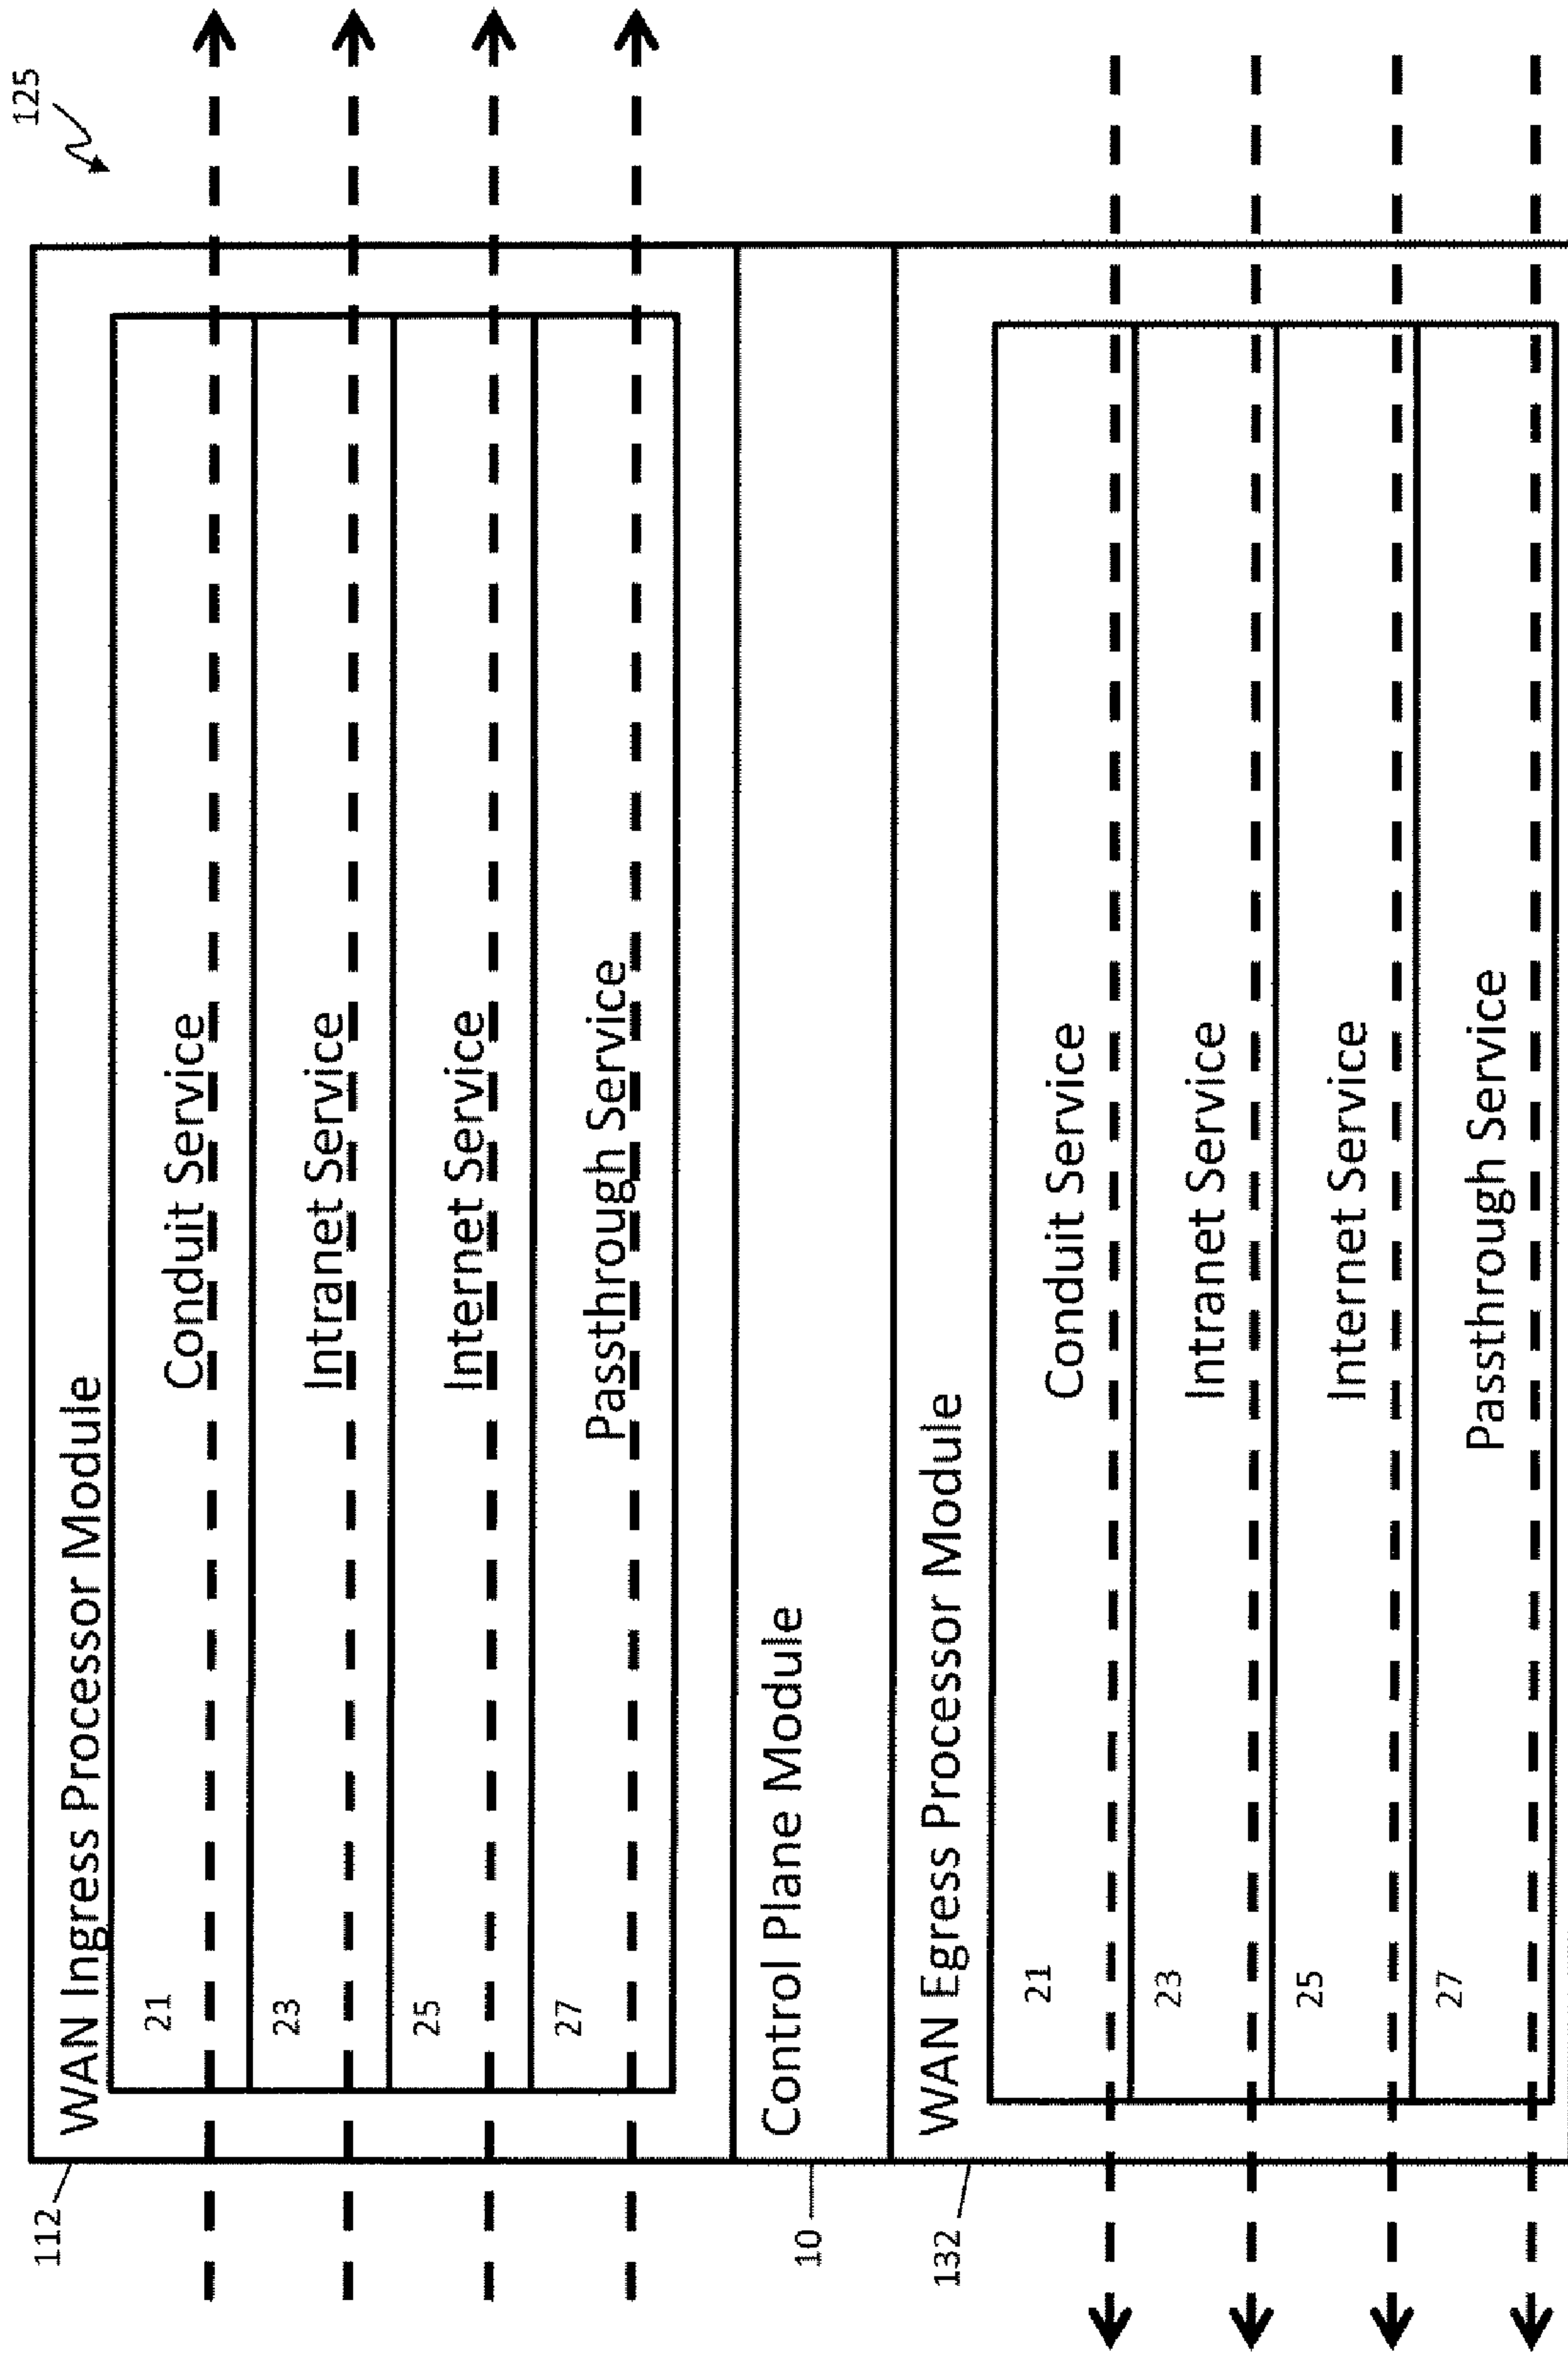 125
112
WAN Ingress Processor Module
21
Conduit Service
23
Intranet Service
25
Internet Service
27
Passthrough Service
10
Control Plane Module
132
WAN Egress Processor Module
21
Conduit Service
23
Intranet Service
25
Internet Service
27
Passthrough Service